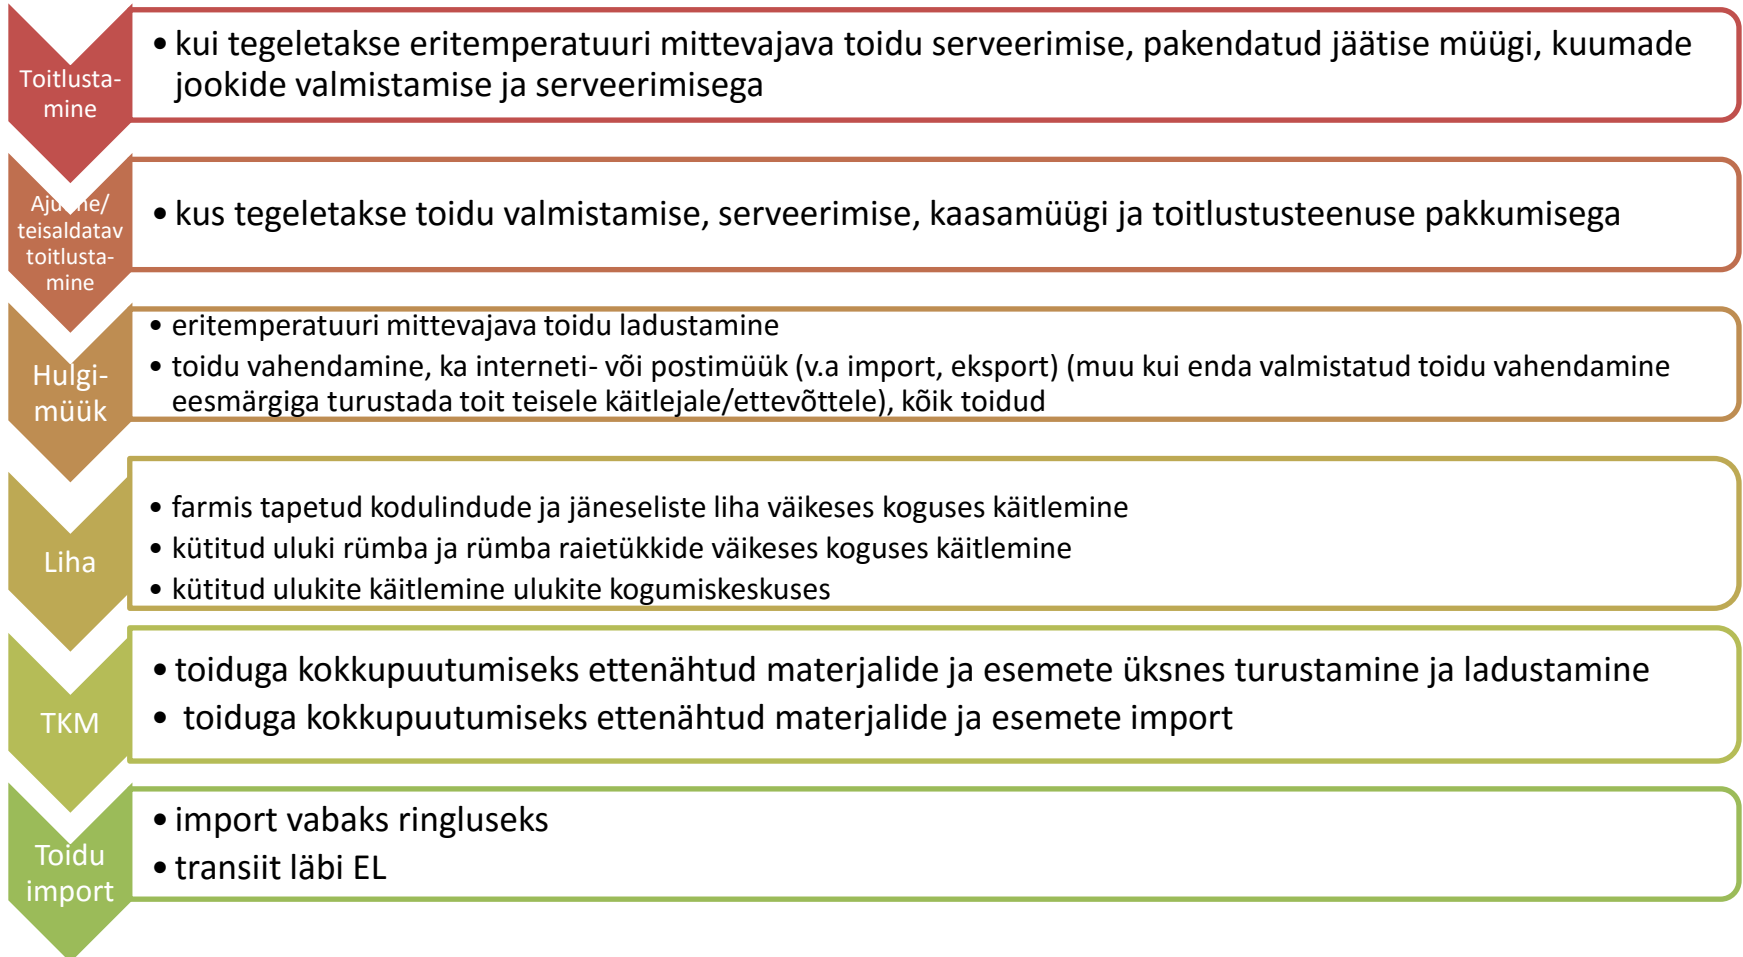 Toitlusta-
mine
• kui tegeletakse eritemperatuuri mittevajava toidu serveerimise, pakendatud jäätise müügi, kuumade
jookide valmistamise ja serveerimisega
teisaldatav
toitlusta-
mine
• kus tegeletakse toidu valmistamise, serveerimise, kaasamüügi ja toitlustusteenuse pakkumisega
Hulgi-
müük
• eritemperatuuri mittevajava toidu ladustamine
• toidu vahendamine, ka interneti- või postimüük (v.a import, eksport) (muu kui enda valmistatud toidu vahendamine
eesmärgiga turustada toit teisele käitlejale/ettevõttele), kõik toidud
Liha
• farmis tapetud kodulindude ja jäneseliste liha väikeses koguses käitlemine
• kütitud uluki rümba ja rümba raietükkide väikeses koguses käitlemine
• kütitud ulukite käitlemine ulukite kogumiskeskuses
TKM
• toiduga kokkupuutumiseks ettenähtud materjalide ja esemete üksnes turustamine ja ladustamine
• toiduga kokkupuutumiseks ettenähtud materjalide ja esemete import
Toidu
import
• import vabaks ringluseks
• transiit läbi EL